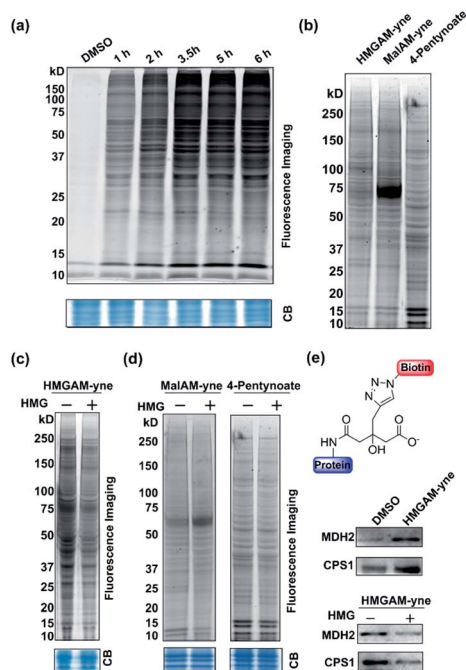 (a)
DMSO 1 h 2 h 3.5h 5 h 6 h
kD
150
100
75
50
37
25
15
10
Fluorescence Imaging
CB
(b)
HMGAM-yne MalAM-yne 4-Pentynoate
kD
250
150
100
75
50
37
25
20
15
10
(c)
HMGAM-yne
HMG − +
kD
250
150
100
75
50
37
25
20
15
10
Fluorescence Imaging
CB
(d)
MalAM-yne 4-Pentynoate
HMG − + − +
kD
250
150
100
75
50
37
25
20
15
10
Fluorescence Imaging
CB
(e)
Biotin
N=N
N
O O
HN OH O⁻
Protein
DMSO HMGAM-yne
MDH2
CPS1
HMGAM-yne
− + HMG
MDH2
CPS1